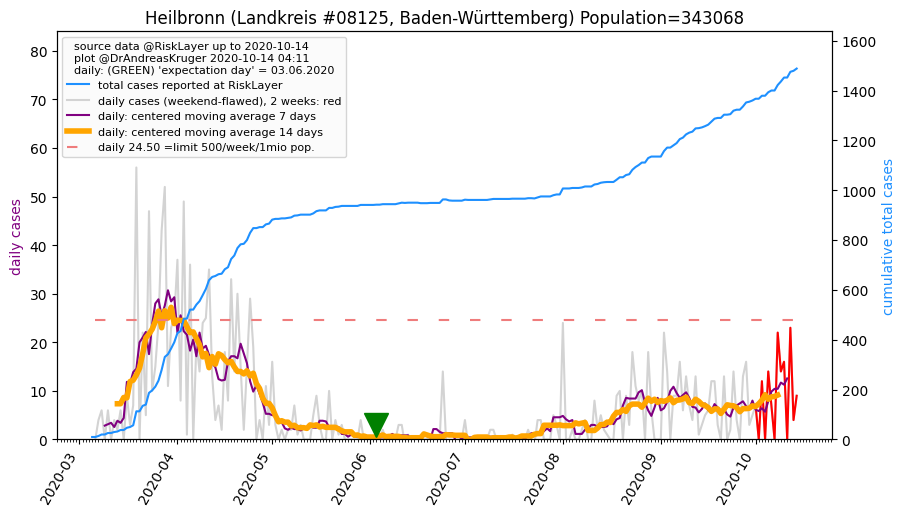 Heilbronn (Landkreis #08125, Baden-Württemberg) Population=343068
source data @RiskLayer up to 2020-10-14
plot @DrAndreasKruger 2020-10-14 04:11
daily: (GREEN) 'expectation day' = 03.06.2020
total cases reported at RiskLayer
daily cases (weekend-flawed), 2 weeks: red
daily: centered moving average 7 days
daily: centered moving average 14 days
daily 24.50 =limit 500/week/1mio pop.
daily cases
80
70
60
50
40
30
20
10
0
cumulative total cases
1600
1400
1200
1000
800
600
400
200
0
2020-03
2020-04
2020-05
2020-06
2020-07
2020-08
2020-09
2020-10